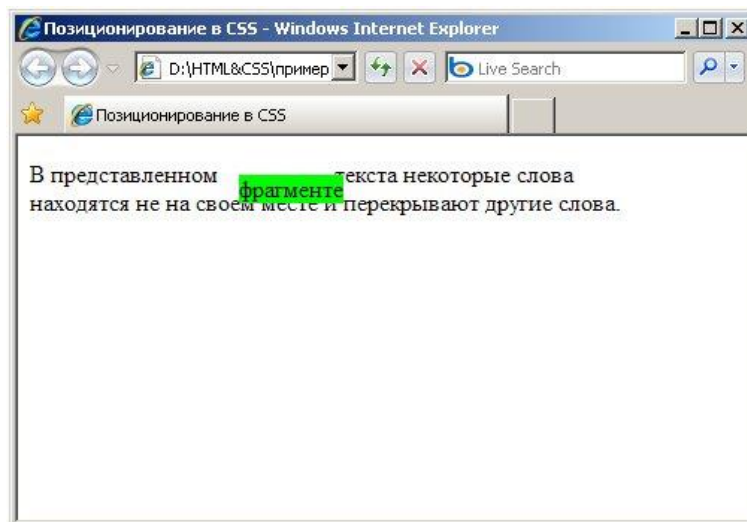 Позиционирование в CSS - Windows Internet Explorer
D:\HTML&CSS\пример
Live Search
Позиционирование в CSS
В представленном текста некоторые слова
фрагменте
находятся не на своем месте и перекрывают другие слова.